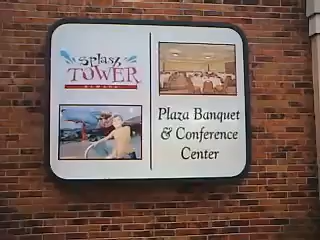 splash
TOWER
Plaza Banquet
& Conference
Center